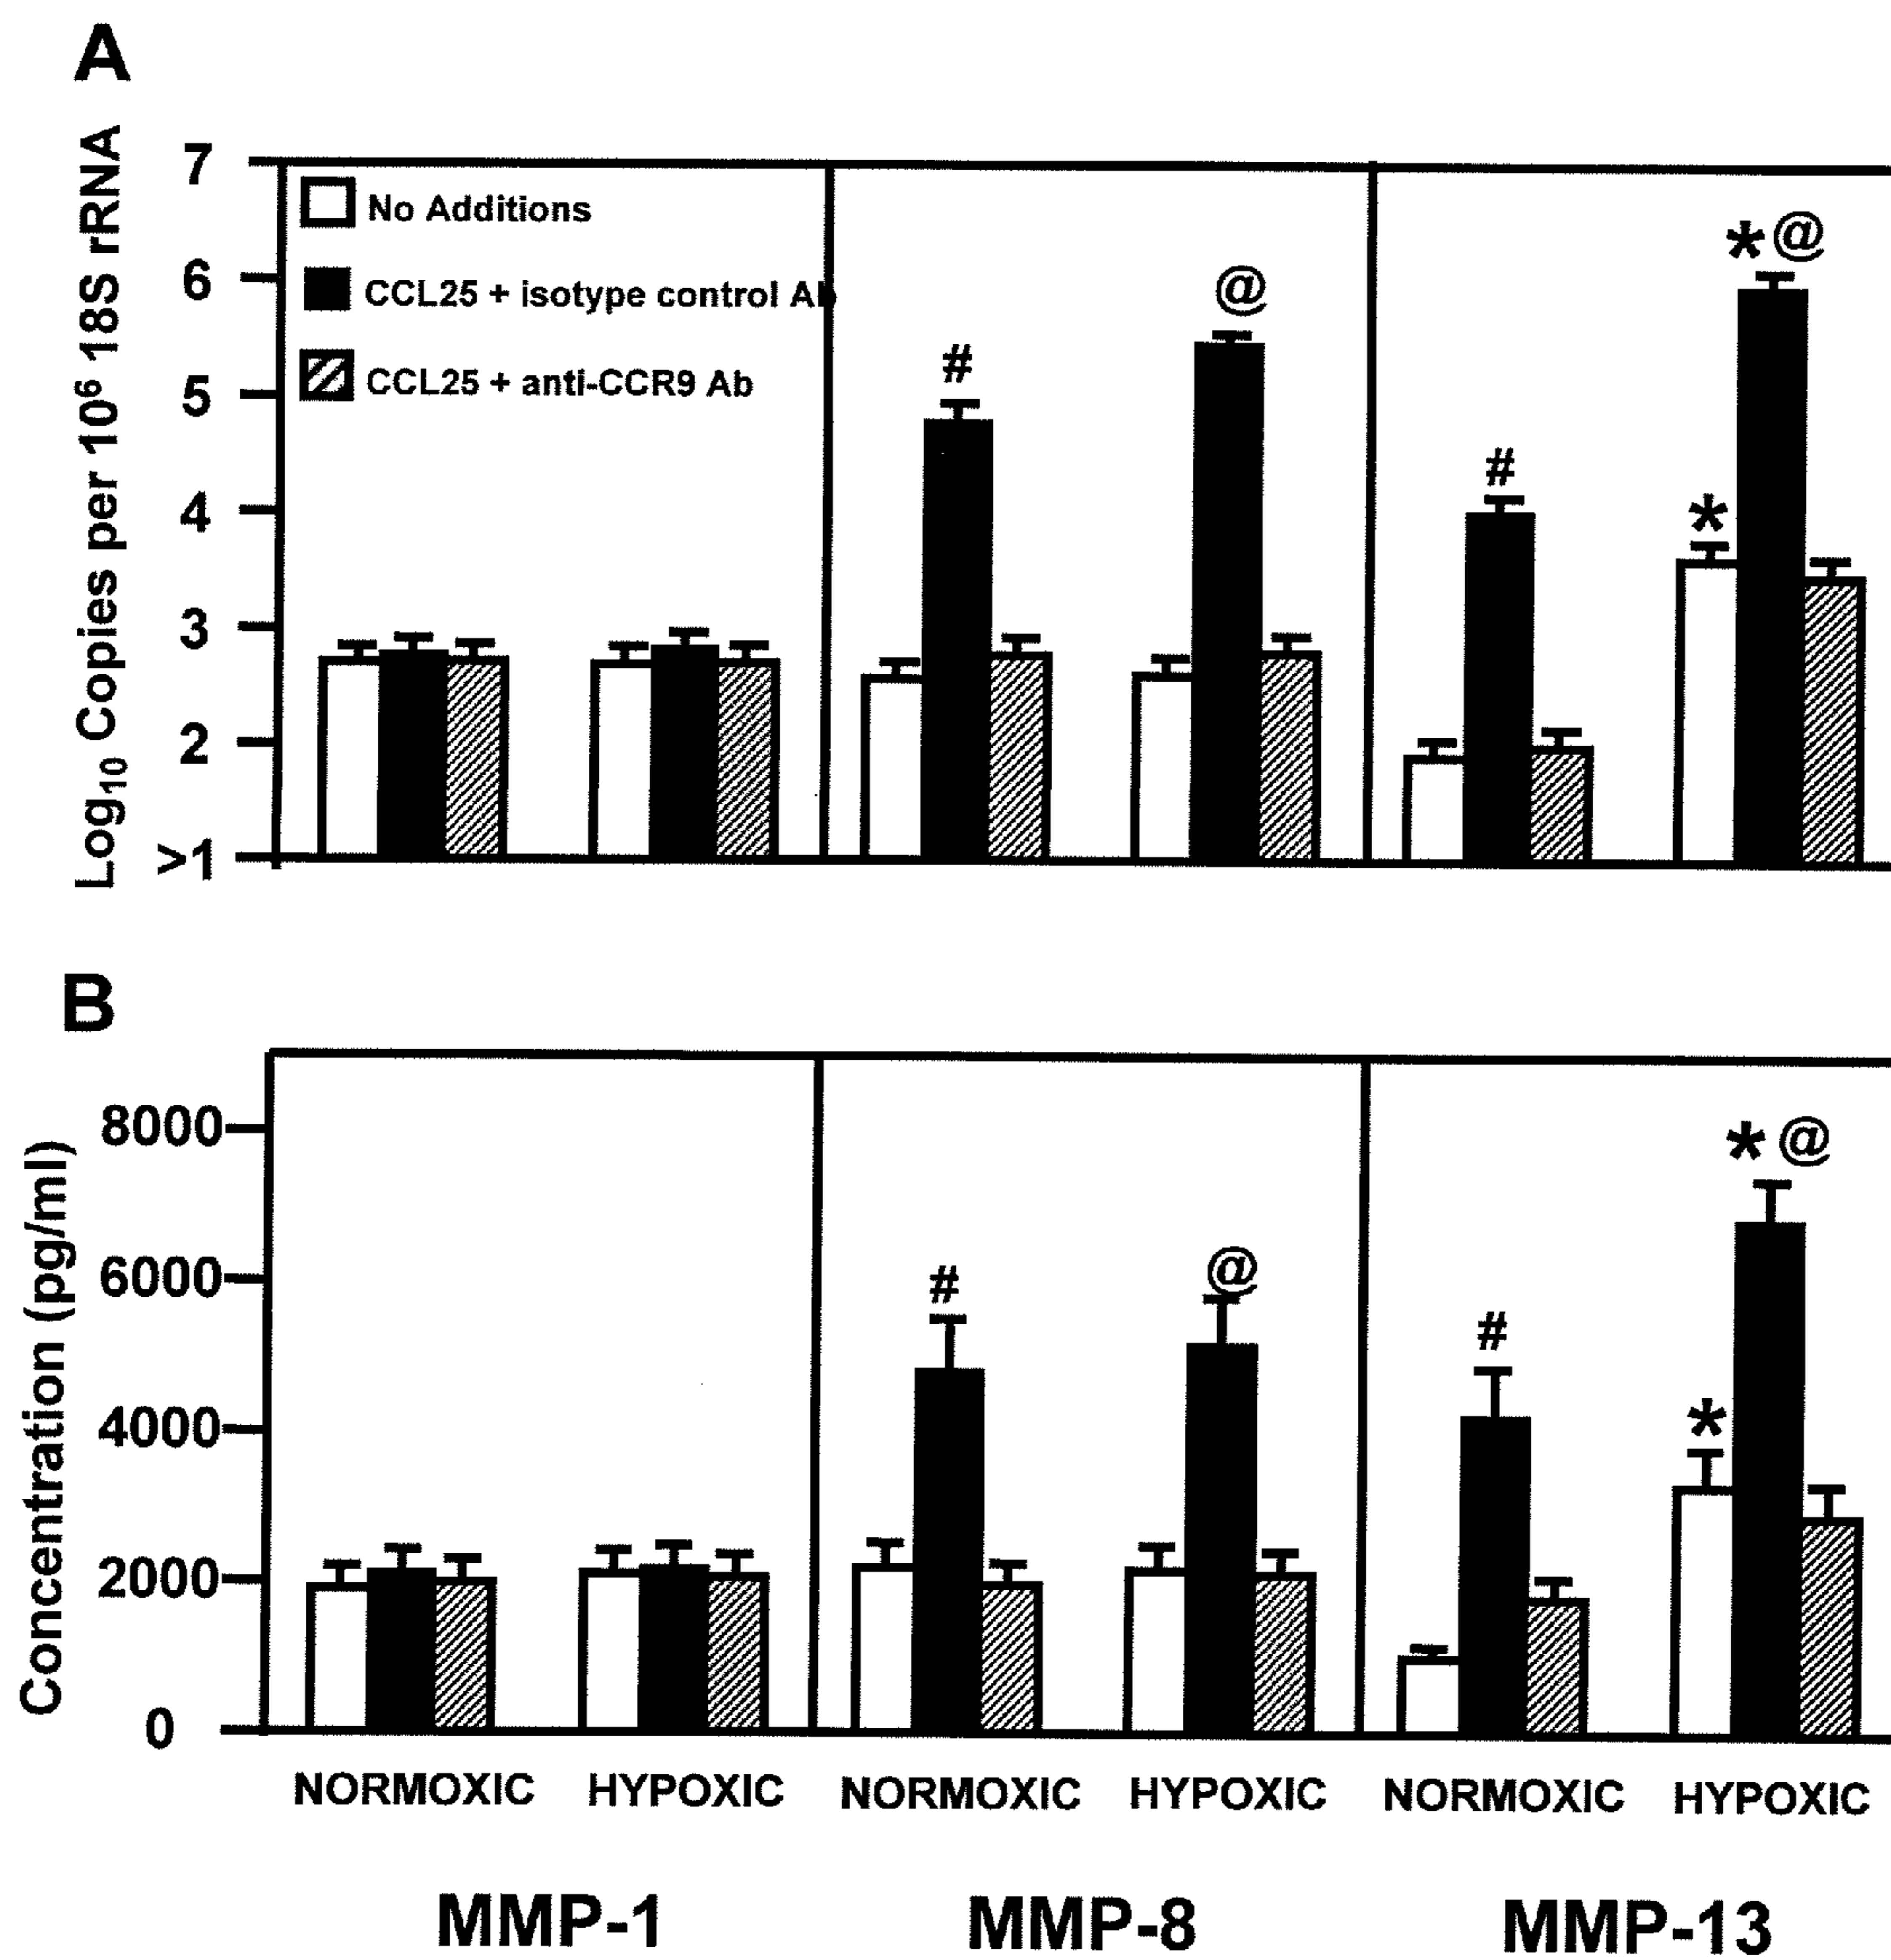 A
Log10 Copies per 10⁶ 18S rRNA
7
6
5
4
3
2
>1
No Additions
CCL25 + isotype control Ab
CCL25 + anti-CCR9 Ab
#
@
#
*
*@
B
Concentration (pg/ml)
8000
6000
4000
2000
0
#
@
#
*
*@
NORMOXIC HYPOXIC NORMOXIC HYPOXIC NORMOXIC HYPOXIC
MMP-1 MMP-8 MMP-13